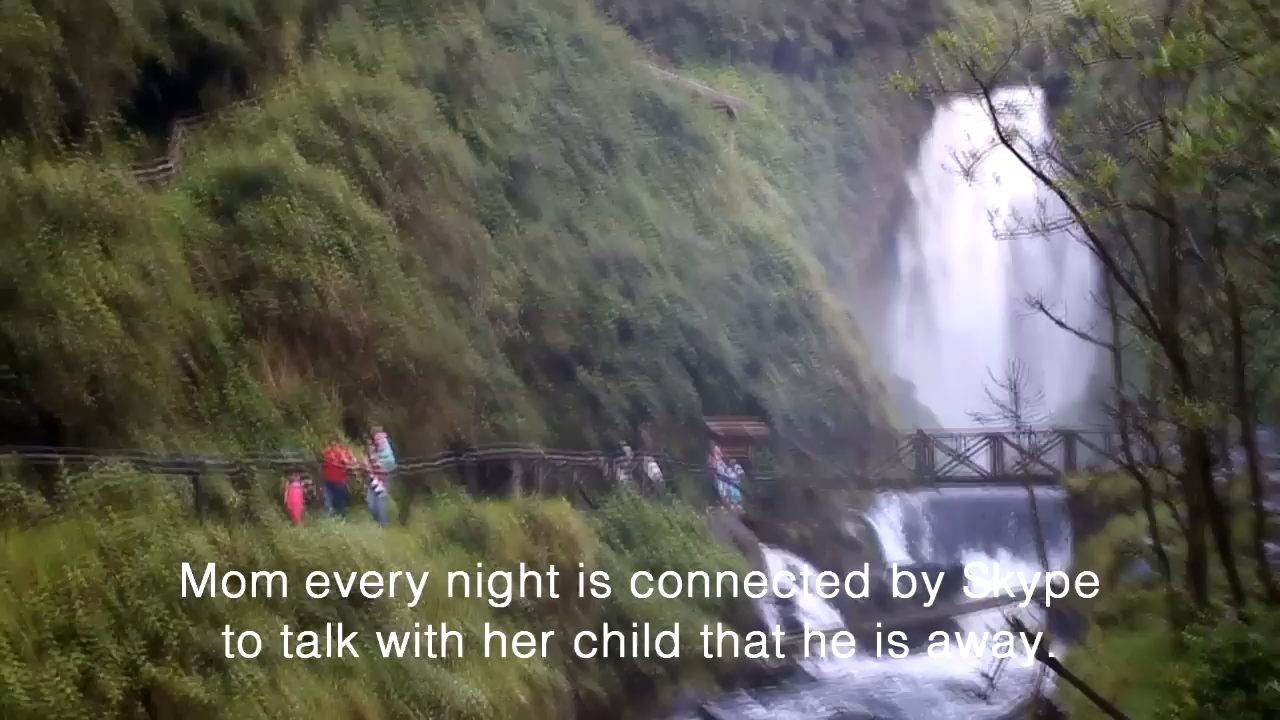 Mom every night is connected by Skype
to talk with her child that he is away.